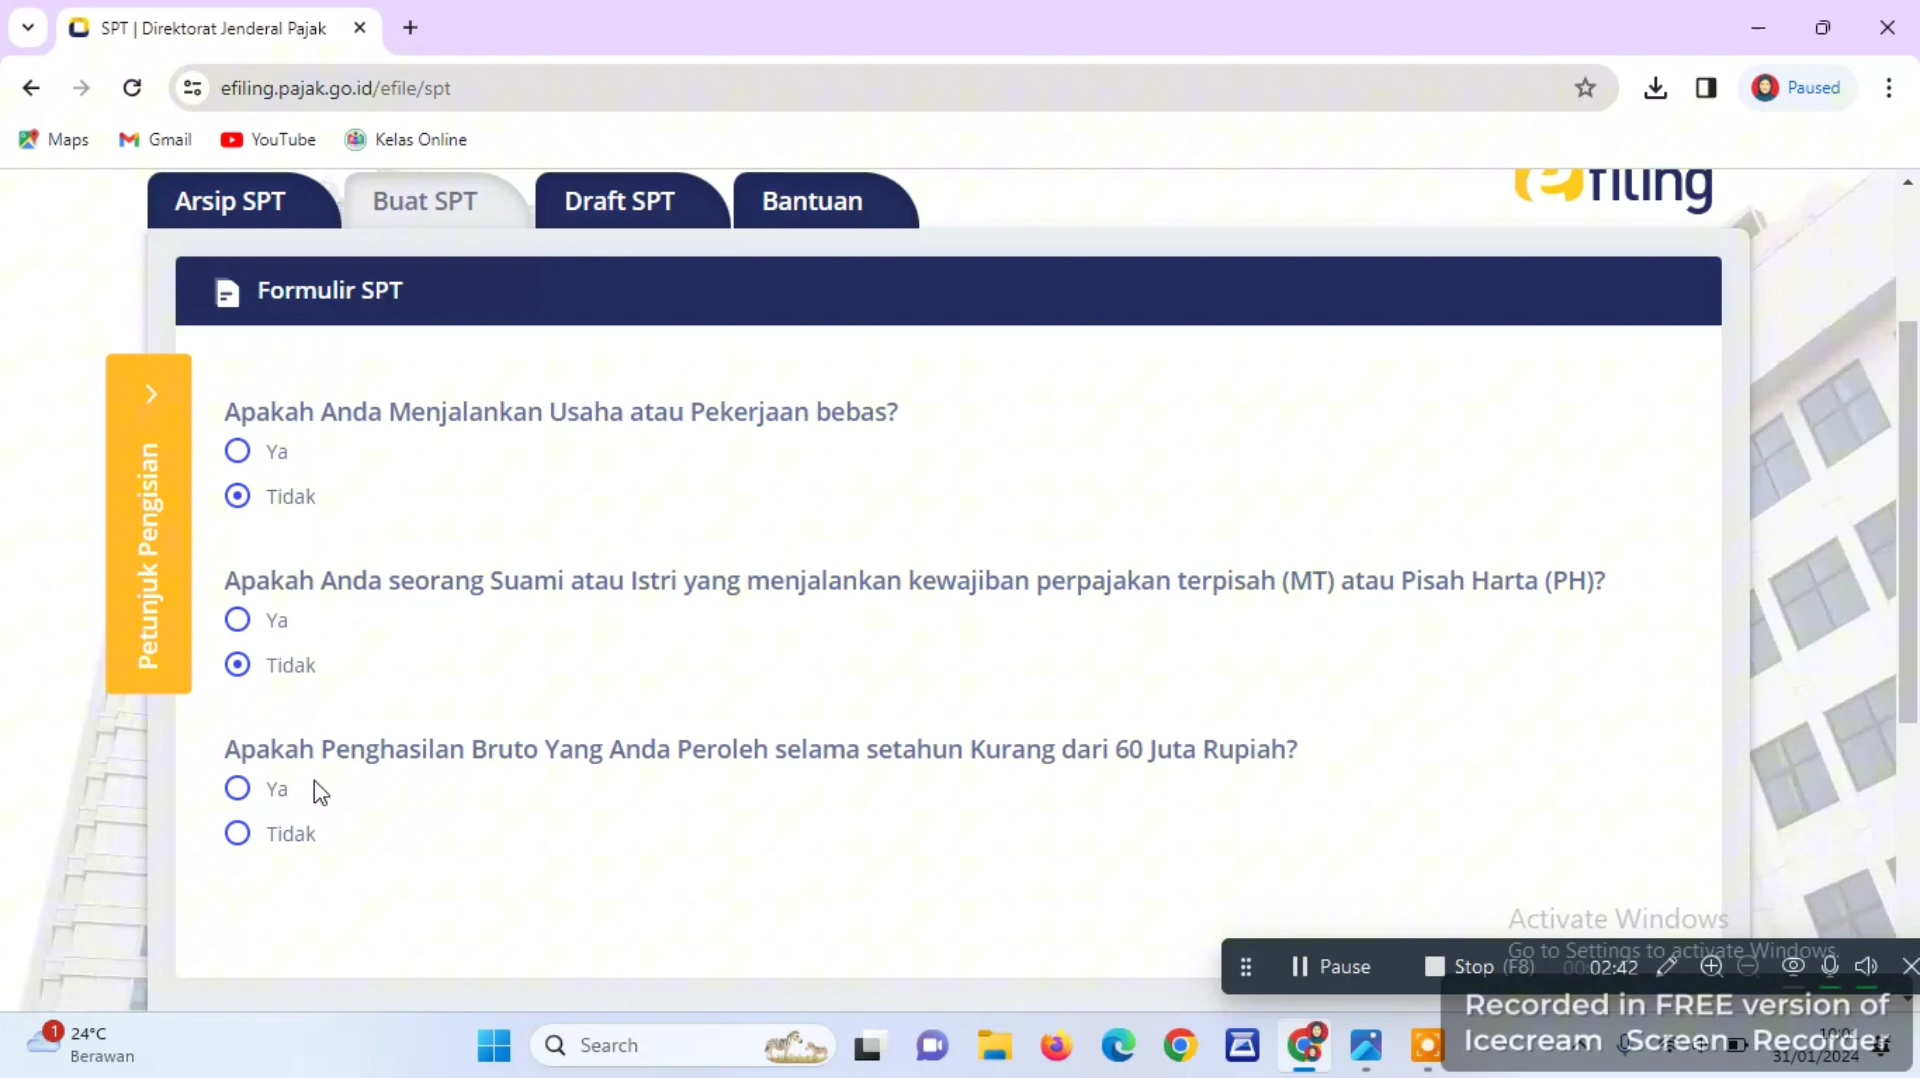 SPT | Direktorat Jenderal Pajak
efiling.pajak.go.id/efile/spt
Paused
Maps
Gmail
YouTube
Kelas Online
Arsip SPT
Buat SPT
Draft SPT
Bantuan
efiling
Formulir SPT
Petunjuk Pengisian
Apakah Anda Menjalankan Usaha atau Pekerjaan bebas?
Ya
Tidak
Apakah Anda seorang Suami atau Istri yang menjalankan kewajiban perpajakan terpisah (MT) atau Pisah Harta (PH)?
Ya
Tidak
Apakah Penghasilan Bruto Yang Anda Peroleh selama setahun Kurang dari 60 Juta Rupiah?
Ya
Tidak
Activate Windows
Go to Settings to activate Windows.
Pause
Stop (F8)
00:02:42
Recorded in FREE version of
Icecream Screen Recorder
1
24°C
Berawan
Search
31/01/2024